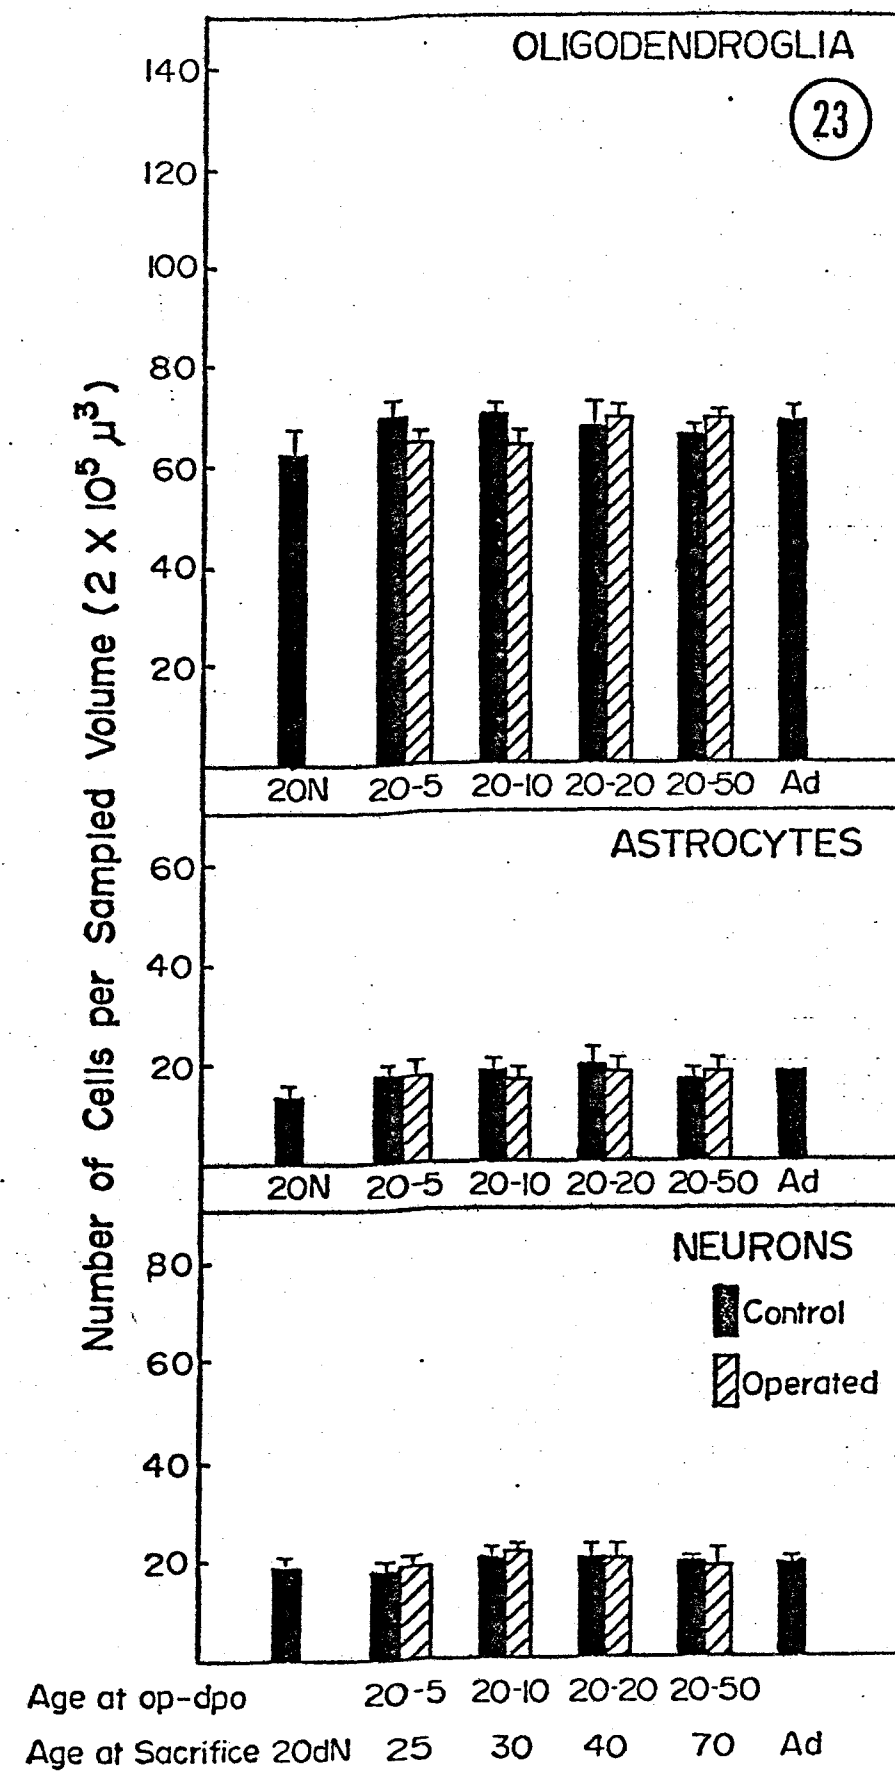 OLIGODENDROGLIA
23
140
120
100
80
60
40
20
20N 20-5 20-10 20-20 20-50 Ad
Number of Cells per Sampled Volume (2 X 10⁵ μ³)
ASTROCYTES
60
40
20
20N 20-5 20-10 20-20 20-50 Ad
NEURONS
80
Control
60
Operated
40
20
Age at op-dpo 20-5 20-10 20-20 20-50
Age at Sacrifice 20dN 25 30 40 70 Ad